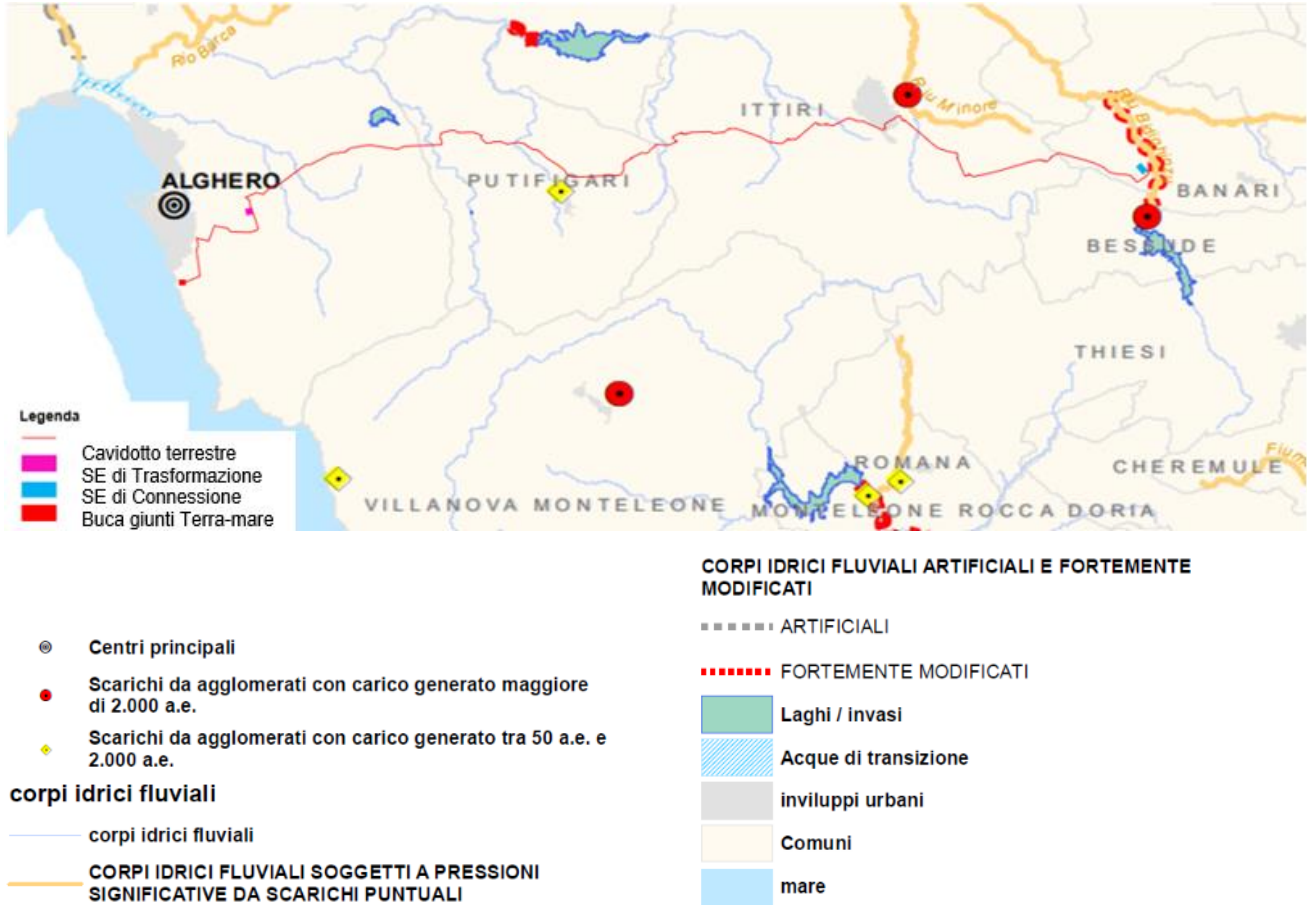 Rio Barca
ITTIRI
Riu Minore
ALGHERO
PUTIFIGARI
BANARI
BESSUDE
THIESI
ROMANA
CHEREMULE
Fium
VILLANOVA MONTELEONE
MONTELEONE ROCCA DORIA
Legenda
Cavidotto terrestre
SE di Trasformazione
SE di Connessione
Buca giunti Terra-mare
Centri principali
Scarichi da agglomerati con carico generato maggiore
di 2.000 a.e.
Scarichi da agglomerati con carico generato tra 50 a.e. e
2.000 a.e.
corpi idrici fluviali
corpi idrici fluviali
CORPI IDRICI FLUVIALI SOGGETTI A PRESSIONI
SIGNIFICATIVE DA SCARICHI PUNTUALI
CORPI IDRICI FLUVIALI ARTIFICIALI E FORTEMENTE
MODIFICATI
ARTIFICIALI
FORTEMENTE MODIFICATI
Laghi / invasi
Acque di transizione
inviluppi urbani
Comuni
mare